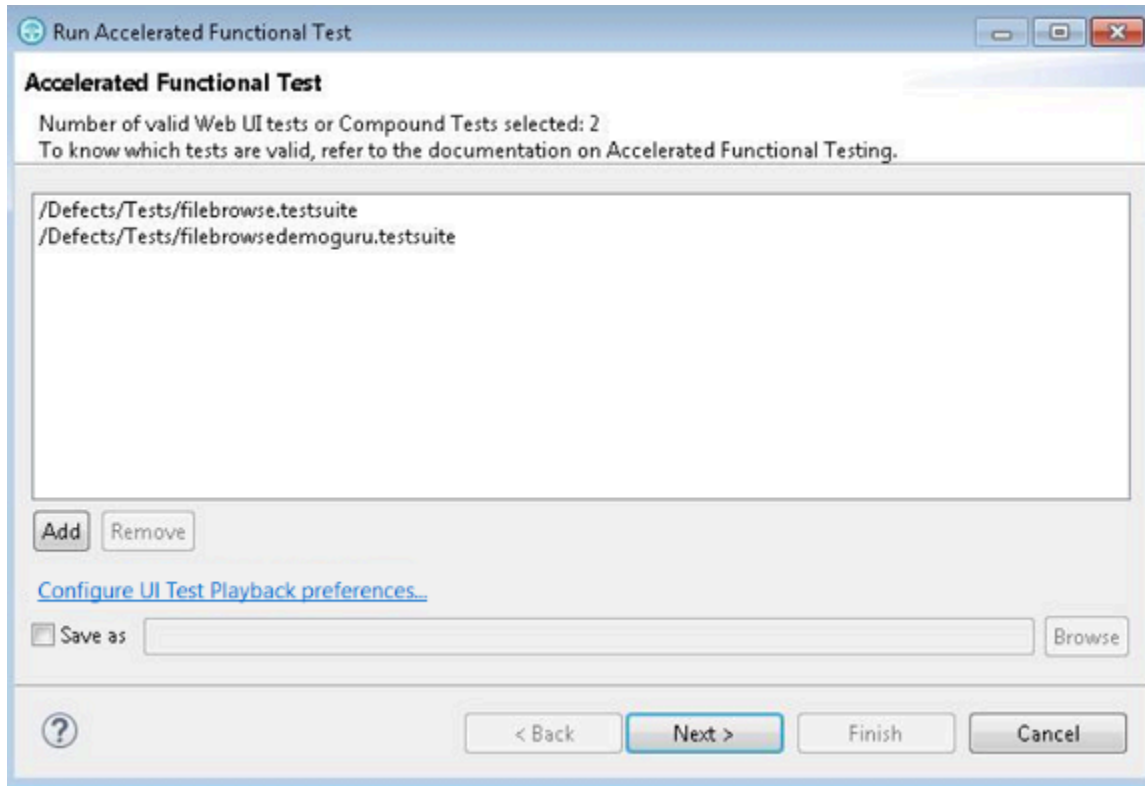 Run Accelerated Functional Test
Accelerated Functional Test
Number of valid Web UI tests or Compound Tests selected: 2
To know which tests are valid, refer to the documentation on Accelerated Functional Testing.
/Defects/Tests/filebrowse.testsuite
/Defects/Tests/filebrowsedemoguru.testsuite
Add Remove
Configure UI Test Playback preferences...
Save as Browse
? < Back Next > Finish Cancel